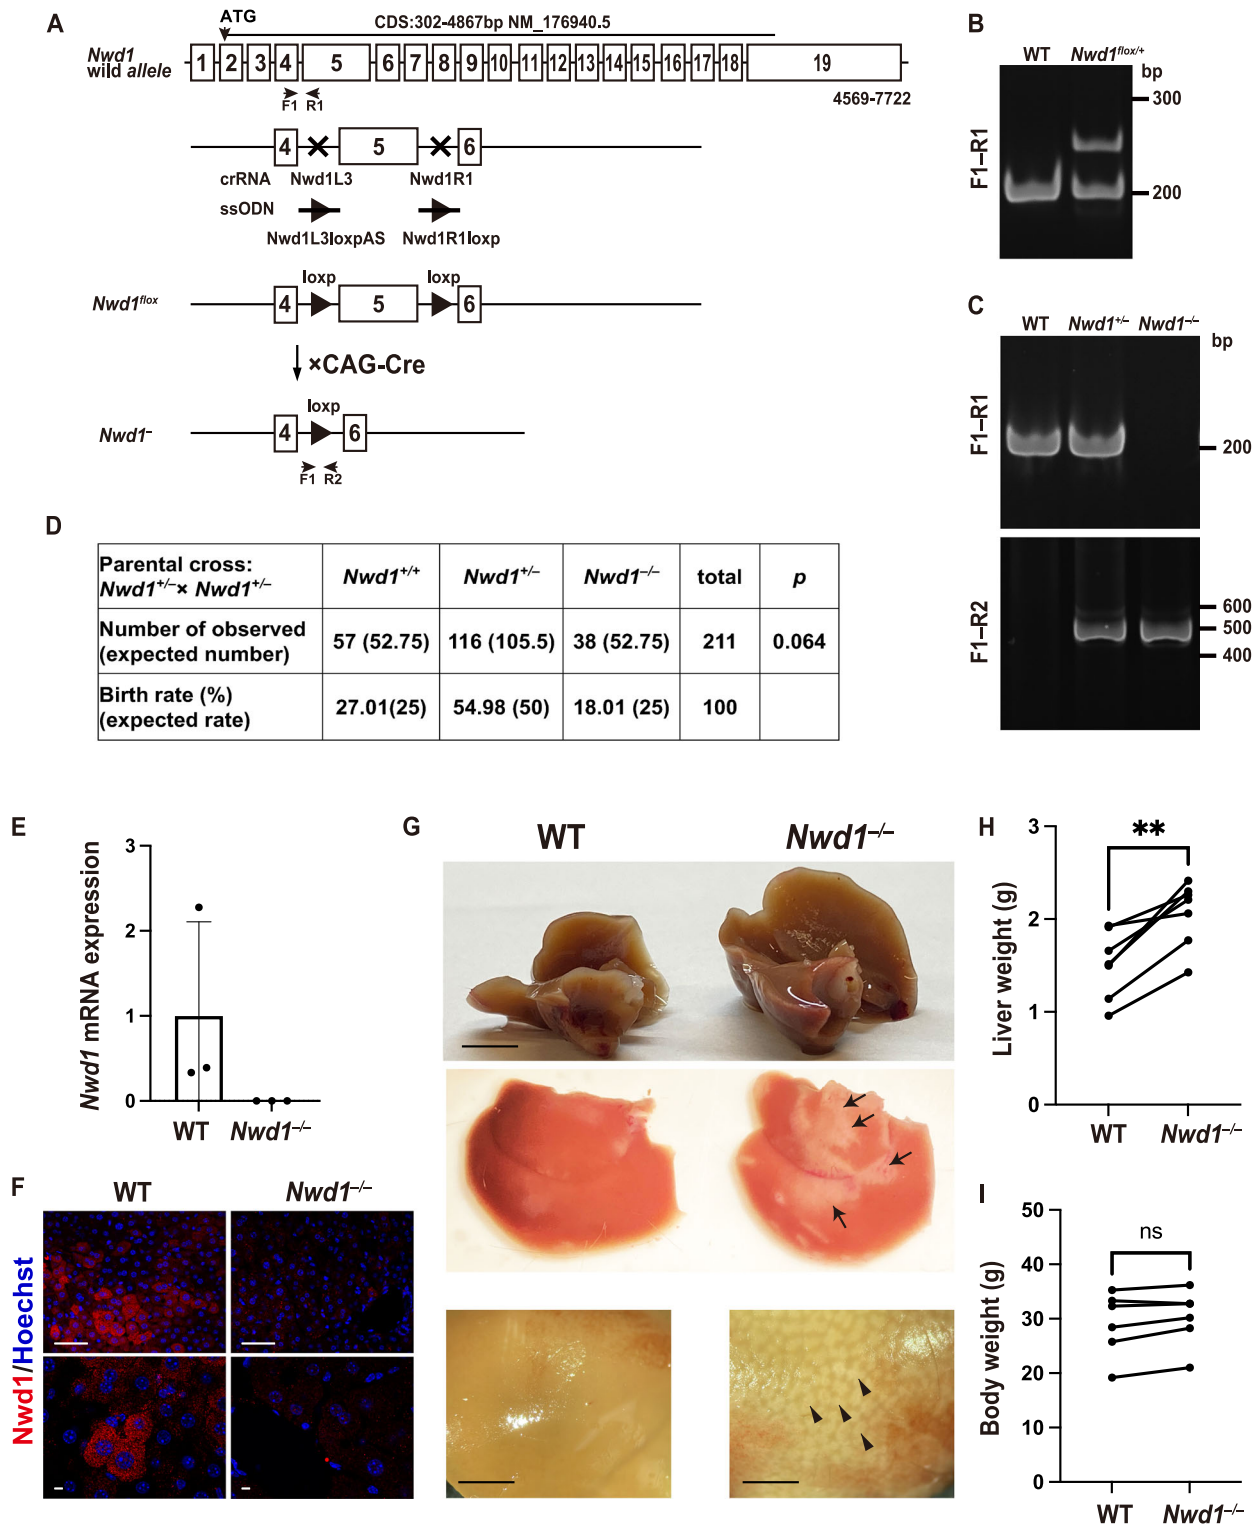 A
ATG
CDS:302-4867bp NM_176940.5
Nwd1
wild allele
1 2 3 4 5 6 7 8 9 10 11 12 13 14 15 16 17 18 19
F1 R1
4569-7722
4 5 6
crRNA Nwd1L3 Nwd1R1
ssODN
Nwd1L3loxpAS Nwd1R1loxp
loxp loxp
Nwd1flox 4 5 6
×CAG-Cre
loxp
Nwd1– 4 6
F1 R2
B
WT Nwd1flox/+
bp
300
F1–R1
200
C
WT Nwd1+/– Nwd1–/–
bp
F1–R1
200
F1–R2
600
500
400
D
Parental cross:
Nwd1+/–× Nwd1+/–
Nwd1+/+ Nwd1+/– Nwd1–/– total p
Number of observed
(expected number)
57 (52.75) 116 (105.5) 38 (52.75) 211 0.064
Birth rate (%)
(expected rate)
27.01(25) 54.98 (50) 18.01 (25) 100
E
Nwd1 mRNA expression
3
2
1
0
WT Nwd1–/–
F
WT Nwd1–/–
Nwd1/Hoechst
G
WT Nwd1–/–
H
**
Liver weight (g)
3
2
1
0
WT Nwd1–/–
I
ns
Body weight (g)
50
40
30
20
10
0
WT Nwd1–/–